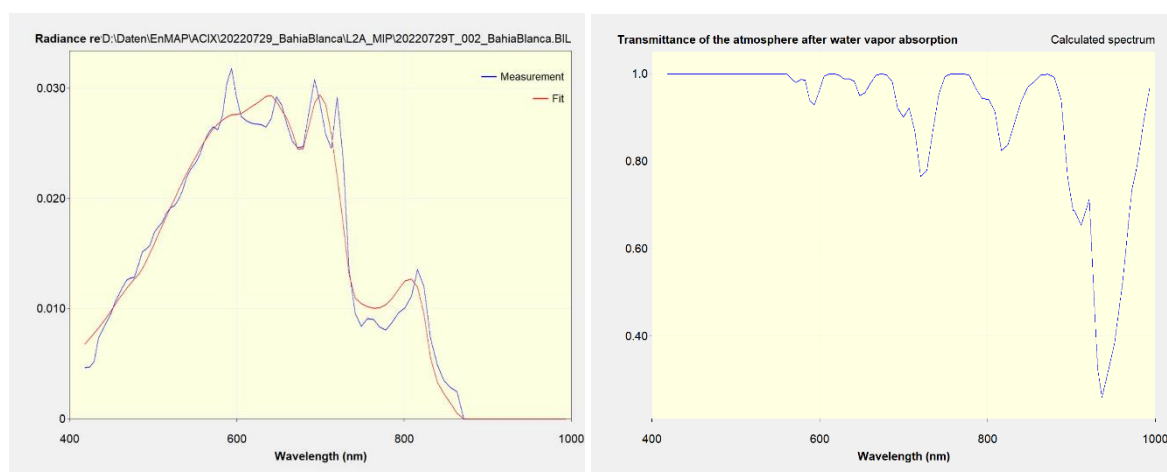 Radiance re'D:\Daten\EnMAP\ACIX\20220729_BahiaBlanca\L2A_MIP\20220729T_002_BahiaBlanca.BIL
Measurement
Fit
0.030
0.020
0.010
0
400
600
800
1000
Wavelength (nm)
Transmittance of the atmosphere after water vapor absorption
Calculated spectrum
1.0
0.80
0.60
0.40
400
600
800
1000
Wavelength (nm)